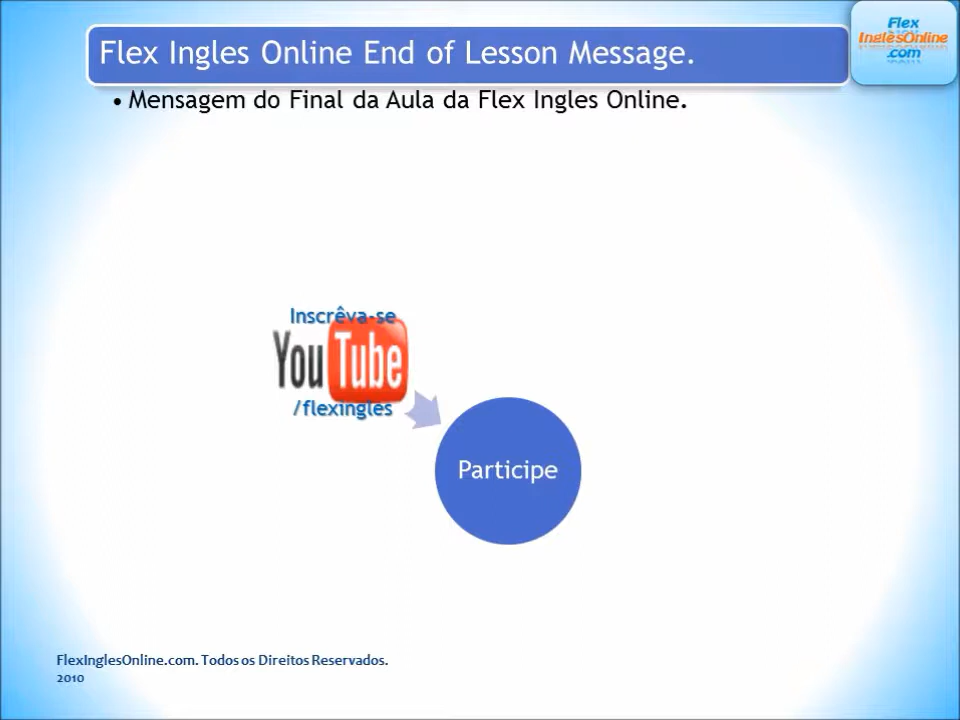 Flex Ingles Online End of Lesson Message.
Flex
InglesOnline
.com
• Mensagem do Final da Aula da Flex Ingles Online.
Inscrêva-se
YouTube
/flexingles
Participe
FlexInglesOnline.com. Todos os Direitos Reservados.
2010